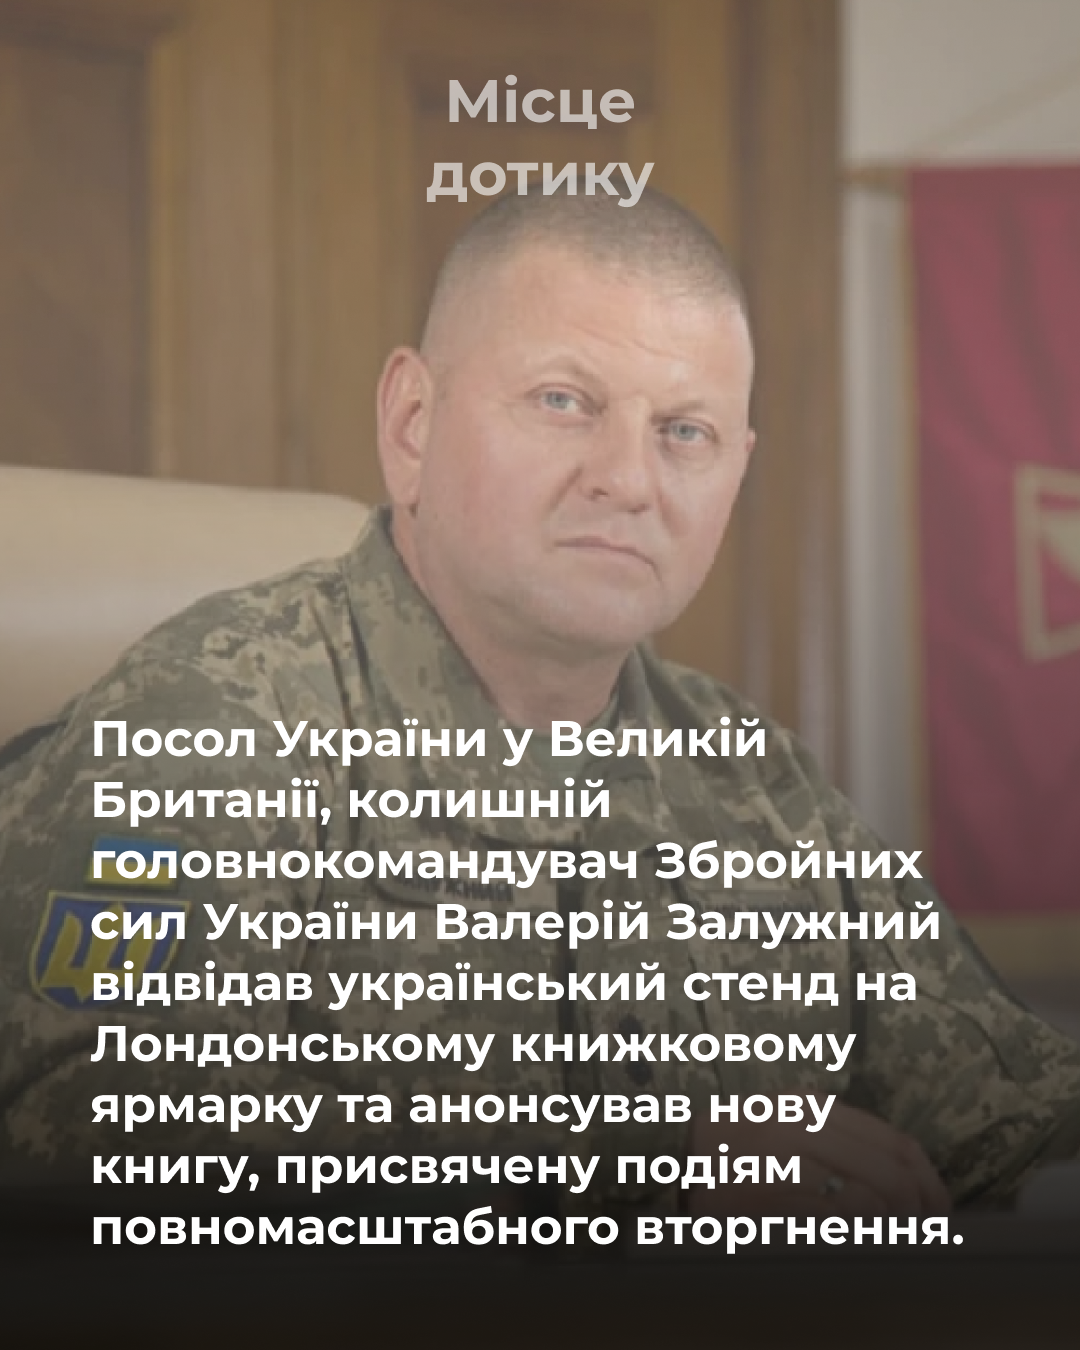 Місце
дотику
Посол України у Великій
Британії, колишній
головнокомандувач Збройних
сил України Валерій Залужний
відвідав український стенд на
Лондонському книжковому
ярмарку та анонсував нову
книгу, присвячену подіям
повномасштабного вторгнення.